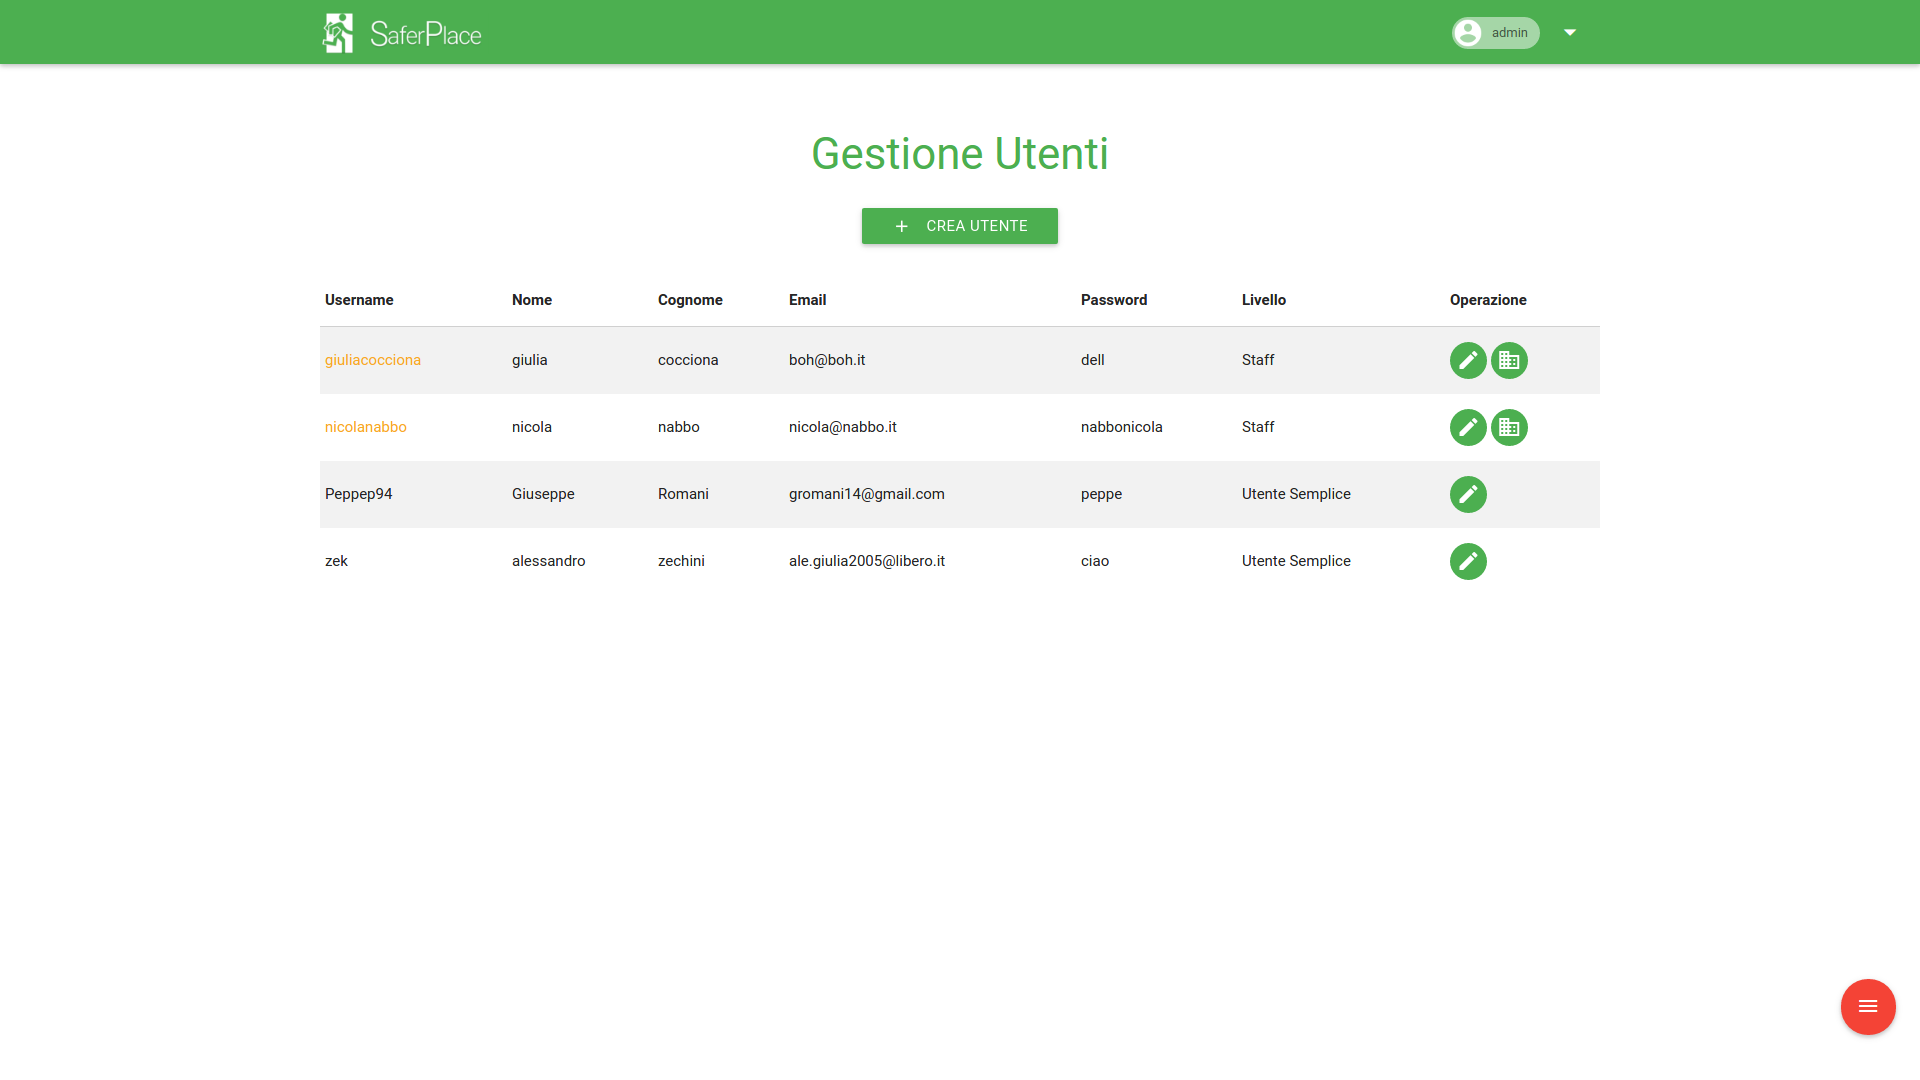 SaferPlace
admin
Gestione Utenti
CREA UTENTE
Username Nome Cognome Email Password Livello Operazione
giuliacocciona giulia cocciona boh@boh.it dell Staff
nicolanabbo nicola nabbo nicola@nabbo.it nabbonicola Staff
Peppep94 Giuseppe Romani gromani14@gmail.com peppe Utente Semplice
zek alessandro zechini ale.giulia2005@libero.it ciao Utente Semplice